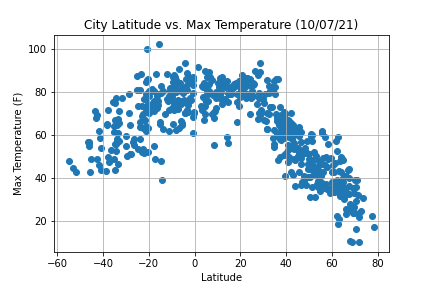 City Latitude vs. Max Temperature (10/07/21)
100
80
60
40
20
Max Temperature (F)
−60 −40 −20 0 20 40 60 80
Latitude